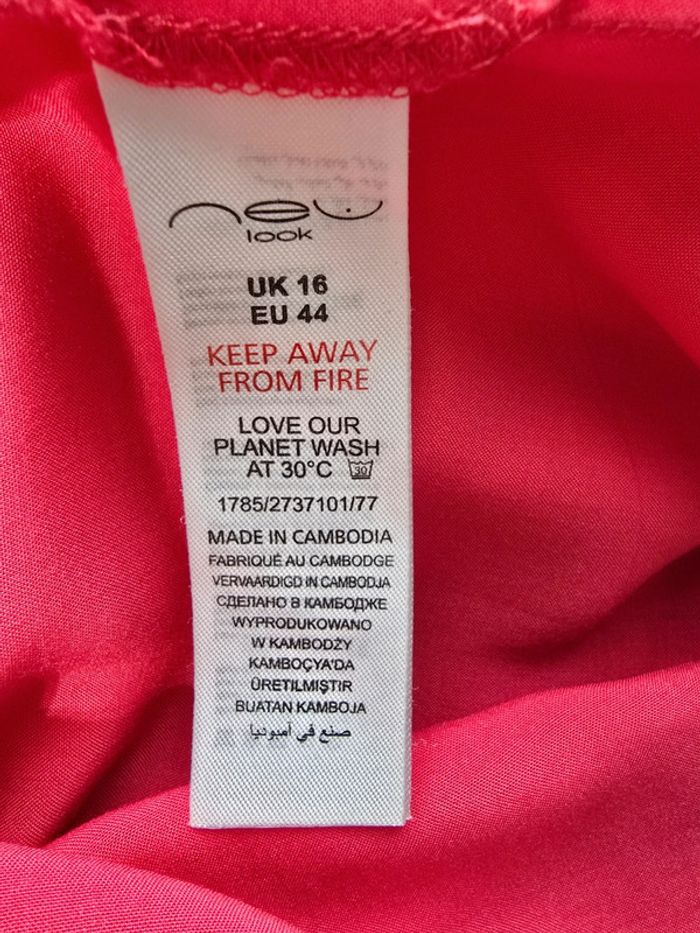 new
look
UK 16
EU 44
KEEP AWAY
FROM FIRE
LOVE OUR
PLANET WASH
AT 30°C 30
1785/2737101/77
MADE IN CAMBODIA
FABRIQUÉ AU CAMBODGE
VERVAARDIGD IN CAMBODJA
СДЕЛАНО В КАМБОДЖЕ
WYPRODUKOWANO
W KAMBODŻY
KAMBOÇYA'DA
ÜRETILMIŞTIR
BUATAN KAMBOJA
صنع في أمبوديا